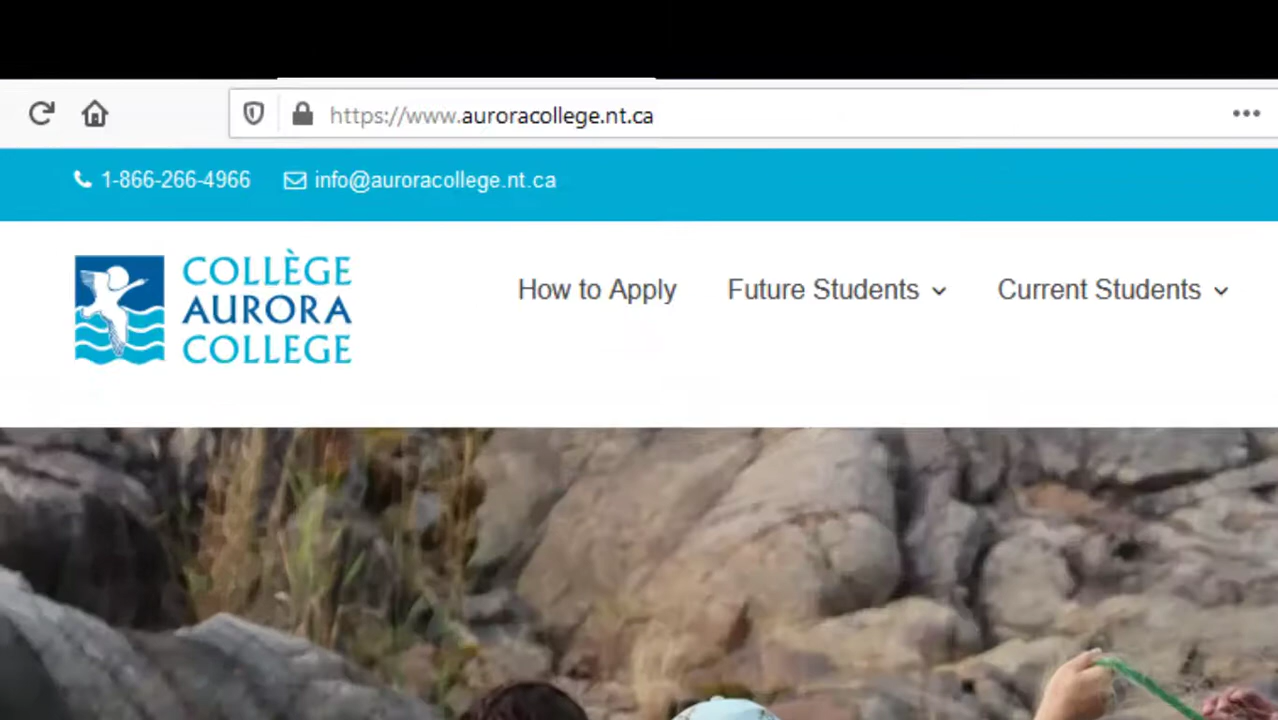 https://www.auroracollege.nt.ca
1-866-266-4966 info@auroracollege.nt.ca
COLLÈGE
AURORA
COLLEGE
How to Apply Future Students Current Students